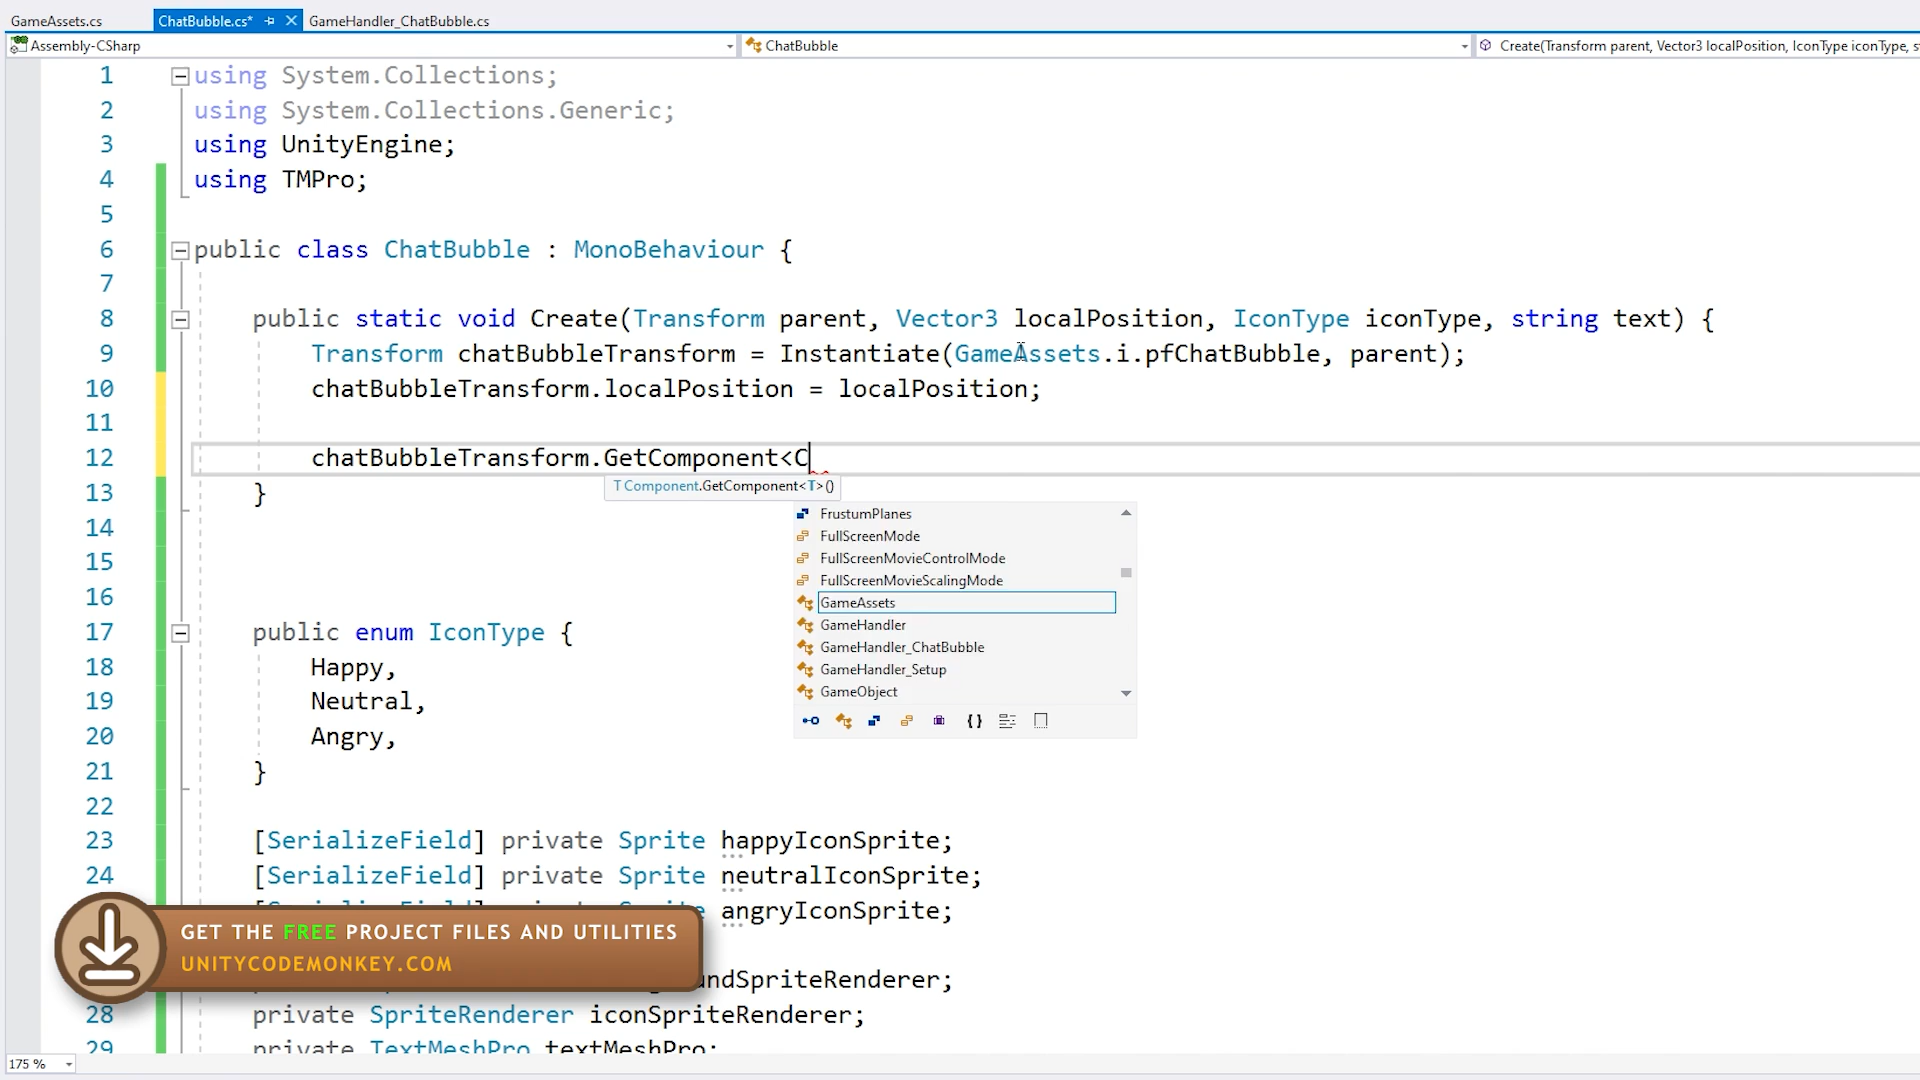 GameAssets.cs ChatBubble.cs* GameHandler_ChatBubble.cs
Assembly-CSharp ChatBubble Create(Transform parent, Vector3 localPosition, IconType iconType, s
1 using System.Collections;
2 using System.Collections.Generic;
3 using UnityEngine;
4 using TMPro;
5
6 public class ChatBubble : MonoBehaviour {
7
8 public static void Create(Transform parent, Vector3 localPosition, IconType iconType, string text) {
9 Transform chatBubbleTransform = Instantiate(GameAssets.i.pfChatBubble, parent);
10 chatBubbleTransform.localPosition = localPosition;
11
12 chatBubbleTransform.GetComponent<C
T Component.GetComponent<T>()
13 }
FrustumPlanes
14
FullScreenMode
FullScreenMovieControlMode
15
FullScreenMovieScalingMode
16
GameAssets
GameHandler
17 public enum IconType {
GameHandler_ChatBubble
18 Happy,
GameHandler_Setup
GameObject
19 Neutral,
20 Angry,
21 }
22
23 [SerializeField] private Sprite happyIconSprite;
24 [SerializeField] private Sprite neutralIconSprite;
angryIconSprite;
GET THE FREE PROJECT FILES AND UTILITIES
UNITYCODEMONKEY.COM
ndSpriteRenderer;
28 private SpriteRenderer iconSpriteRenderer;
29 private TextMeshPro textMeshPro;
175 %